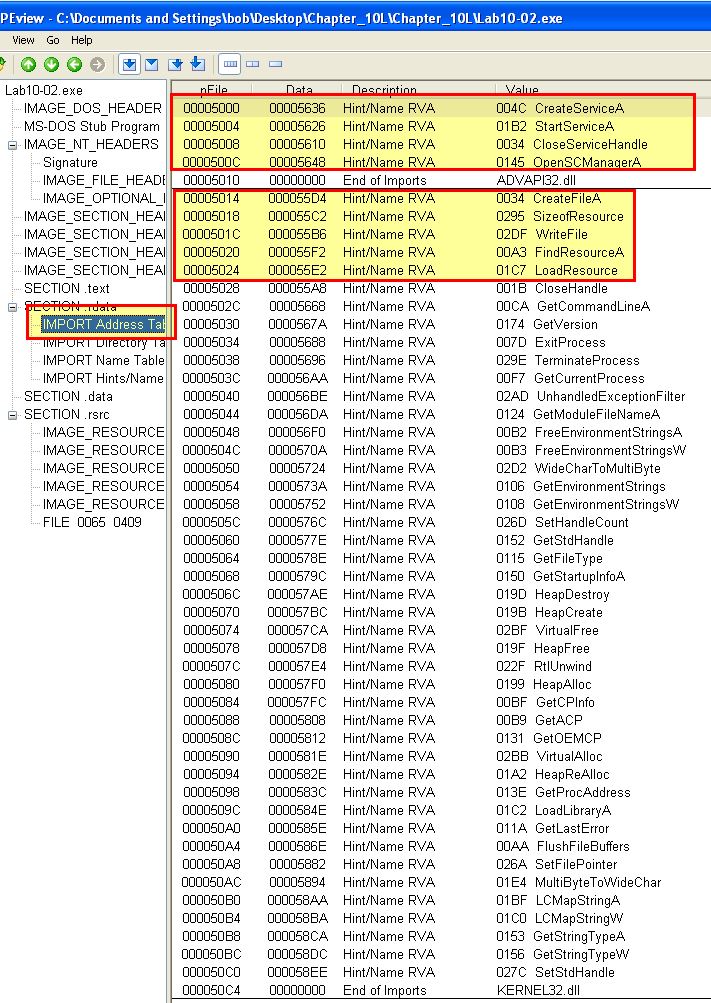 PEview - C:\Documents and Settings\bob\Desktop\Chapter_10L\Chapter_10L\Lab10-02.exe
View Go Help
Lab10-02.exe
IMAGE_DOS_HEADER
MS-DOS Stub Program
IMAGE_NT_HEADERS
Signature
IMAGE_FILE_HEADE
IMAGE_OPTIONAL_
IMAGE_SECTION_HEAI
IMAGE_SECTION_HEAI
IMAGE_SECTION_HEAI
IMAGE_SECTION_HEAI
SECTION .text
SECTION .rdata
IMPORT Address Tab
IMPORT Directory Ta
IMPORT Name Table
IMPORT Hints/Name
SECTION .data
SECTION .rsrc
IMAGE_RESOURCE
IMAGE_RESOURCE
IMAGE_RESOURCE
IMAGE_RESOURCE
IMAGE_RESOURCE
FILE 0065 0409
pFile Data Description Value
00005000 00005636 Hint/Name RVA 004C CreateServiceA
00005004 00005626 Hint/Name RVA 01B2 StartServiceA
00005008 00005610 Hint/Name RVA 0034 CloseServiceHandle
0000500C 00005648 Hint/Name RVA 0145 OpenSCManagerA
00005010 00000000 End of Imports ADVAPI32.dll
00005014 000055D4 Hint/Name RVA 0034 CreateFileA
00005018 000055C2 Hint/Name RVA 0295 SizeofResource
0000501C 000055B6 Hint/Name RVA 02DF WriteFile
00005020 000055F2 Hint/Name RVA 00A3 FindResourceA
00005024 000055E2 Hint/Name RVA 01C7 LoadResource
00005028 000055A8 Hint/Name RVA 001B CloseHandle
0000502C 00005668 Hint/Name RVA 00CA GetCommandLineA
00005030 0000567A Hint/Name RVA 0174 GetVersion
00005034 00005688 Hint/Name RVA 007D ExitProcess
00005038 00005696 Hint/Name RVA 029E TerminateProcess
0000503C 000056AA Hint/Name RVA 00F7 GetCurrentProcess
00005040 000056BE Hint/Name RVA 02AD UnhandledExceptionFilter
00005044 000056DA Hint/Name RVA 0124 GetModuleFileNameA
00005048 000056F0 Hint/Name RVA 00B2 FreeEnvironmentStringsA
0000504C 0000570A Hint/Name RVA 00B3 FreeEnvironmentStringsW
00005050 00005724 Hint/Name RVA 02D2 WideCharToMultiByte
00005054 0000573A Hint/Name RVA 0106 GetEnvironmentStrings
00005058 00005752 Hint/Name RVA 0108 GetEnvironmentStringsW
0000505C 0000576C Hint/Name RVA 026D SetHandleCount
00005060 0000577E Hint/Name RVA 0152 GetStdHandle
00005064 0000578E Hint/Name RVA 0115 GetFileType
00005068 0000579C Hint/Name RVA 0150 GetStartupInfoA
0000506C 000057AE Hint/Name RVA 019D HeapDestroy
00005070 000057BC Hint/Name RVA 019B HeapCreate
00005074 000057CA Hint/Name RVA 02BF VirtualFree
00005078 000057D8 Hint/Name RVA 019F HeapFree
0000507C 000057E4 Hint/Name RVA 022F RtlUnwind
00005080 000057F0 Hint/Name RVA 0199 HeapAlloc
00005084 000057FC Hint/Name RVA 00BF GetCPInfo
00005088 00005808 Hint/Name RVA 00B9 GetACP
0000508C 00005812 Hint/Name RVA 0131 GetOEMCP
00005090 0000581E Hint/Name RVA 02BB VirtualAlloc
00005094 0000582E Hint/Name RVA 01A2 HeapReAlloc
00005098 0000583C Hint/Name RVA 013E GetProcAddress
0000509C 0000584E Hint/Name RVA 01C2 LoadLibraryA
000050A0 0000585E Hint/Name RVA 011A GetLastError
000050A4 0000586E Hint/Name RVA 00AA FlushFileBuffers
000050A8 00005882 Hint/Name RVA 026A SetFilePointer
000050AC 00005894 Hint/Name RVA 01E4 MultiByteToWideChar
000050B0 000058AA Hint/Name RVA 01BF LCMapStringA
000050B4 000058BA Hint/Name RVA 01C0 LCMapStringW
000050B8 000058CA Hint/Name RVA 0153 GetStringTypeA
000050BC 000058DC Hint/Name RVA 0156 GetStringTypeW
000050C0 000058EE Hint/Name RVA 027C SetStdHandle
000050C4 00000000 End of Imports KERNEL32.dll